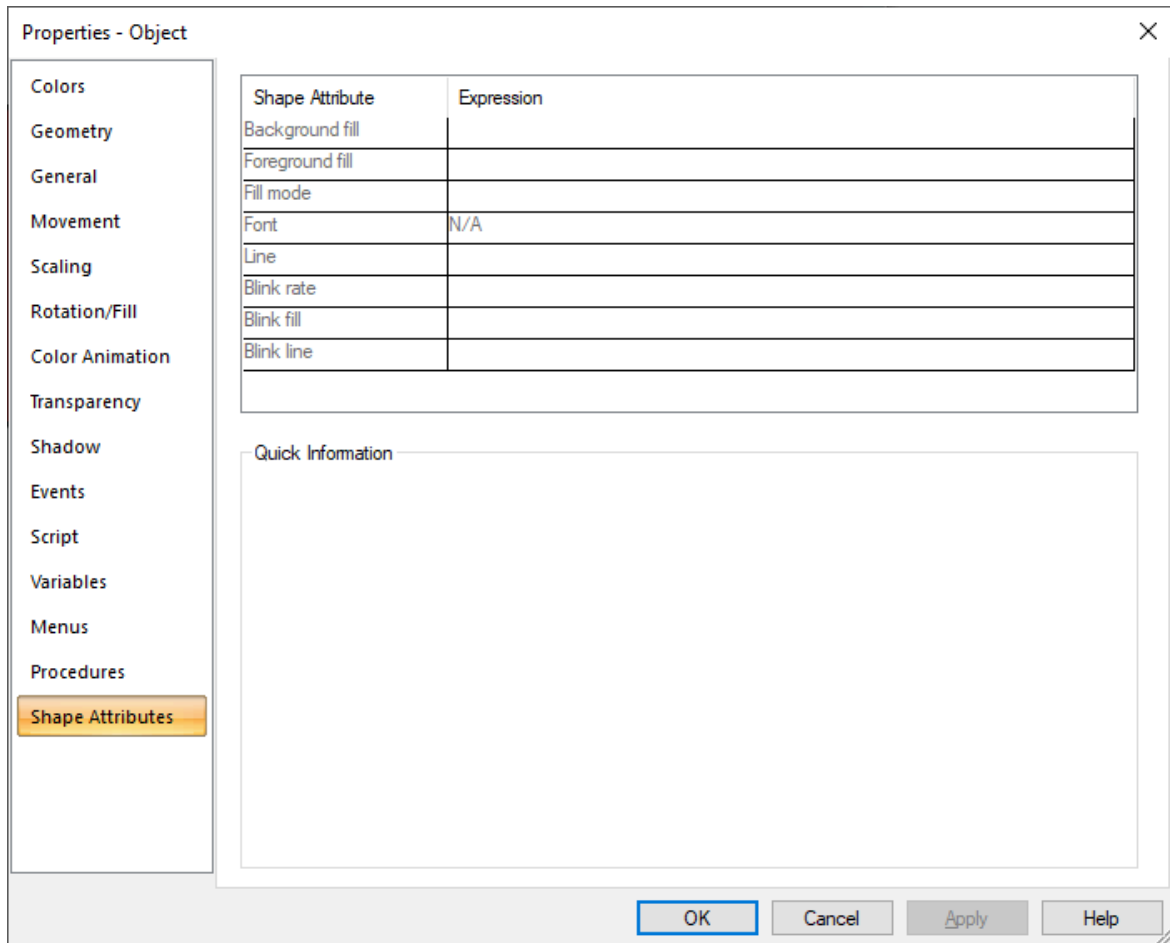 Properties - Object
Colors
Geometry
General
Movement
Scaling
Rotation/Fill
Color Animation
Transparency
Shadow
Events
Script
Variables
Menus
Procedures
Shape Attributes
Shape Attribute Expression
Background fill
Foreground fill
Fill mode
Font N/A
Line
Blink rate
Blink fill
Blink line
Quick Information
OK Cancel Apply Help